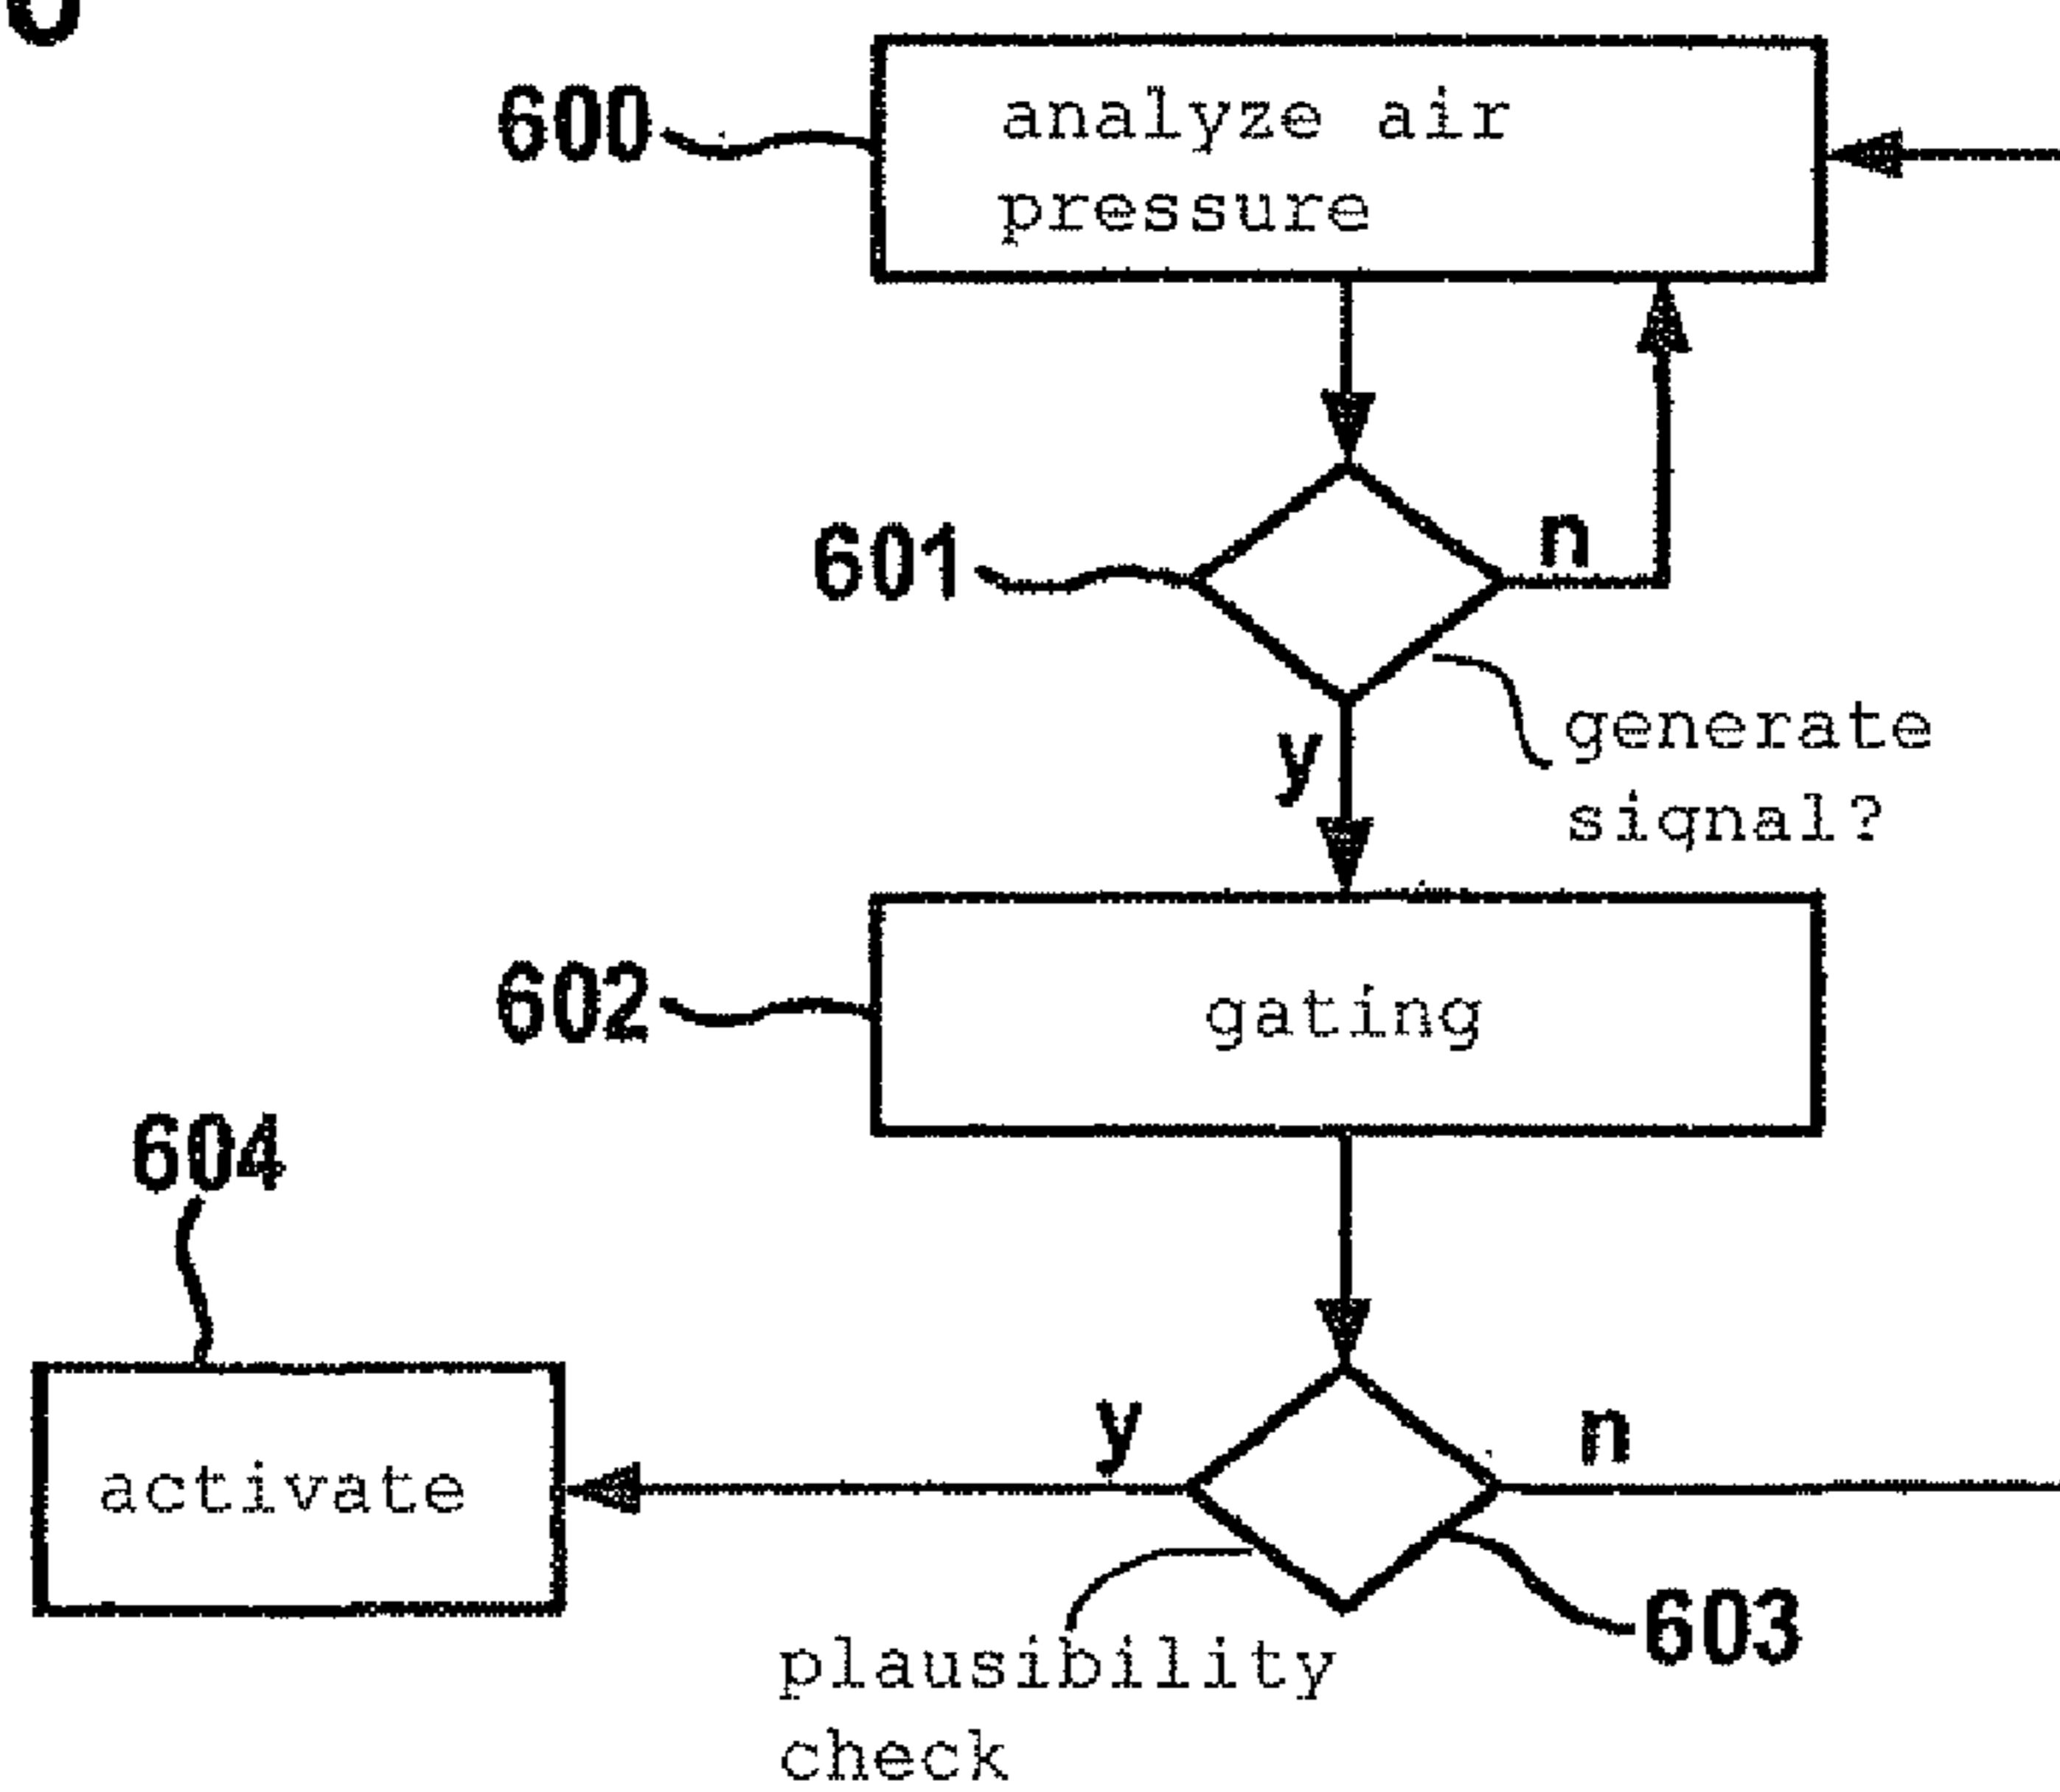 600
analyze air
pressure
601
n
generate
signal?
y
602
gating
604
y
n
activate
603
plausibility
check